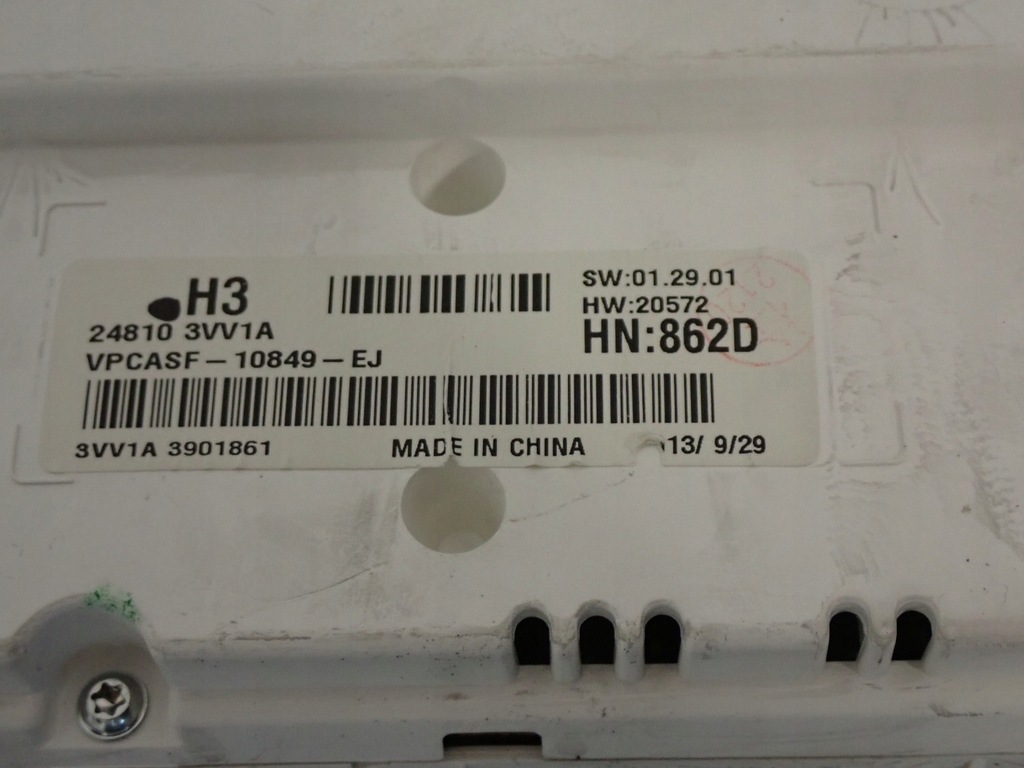 H3
24810 3VV1A
VPCASF-10849-EJ
SW:01.29.01
HW:20572
HN:862D
3VV1A 3901861
MADE IN CHINA
13/ 9/29